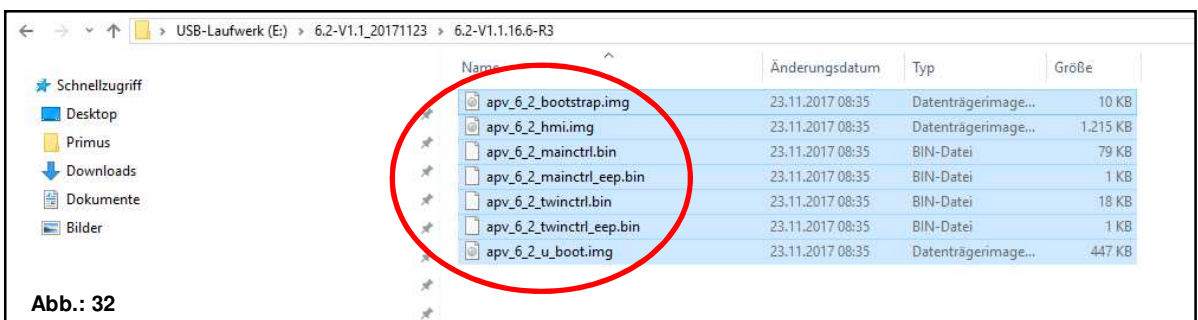 USB-Laufwerk (E:) > 6.2-V1.1_20171123 > 6.2-V1.1.16.6-R3
Name Änderungsdatum Typ Größe
Schnellzugriff
Desktop
Primus
Downloads
Dokumente
Bilder
apv_6_2_bootstrap.img 23.11.2017 08:35 Datenträgerimage... 10 KB
apv_6_2_hmi.img 23.11.2017 08:35 Datenträgerimage... 1.215 KB
apv_6_2_mainctrl.bin 23.11.2017 08:35 BIN-Datei 79 KB
apv_6_2_mainctrl_eep.bin 23.11.2017 08:35 BIN-Datei 1 KB
apv_6_2_twinctrl.bin 23.11.2017 08:35 BIN-Datei 18 KB
apv_6_2_twinctrl_eep.bin 23.11.2017 08:35 BIN-Datei 1 KB
apv_6_2_u_boot.img 23.11.2017 08:35 Datenträgerimage... 447 KB
Abb.: 32